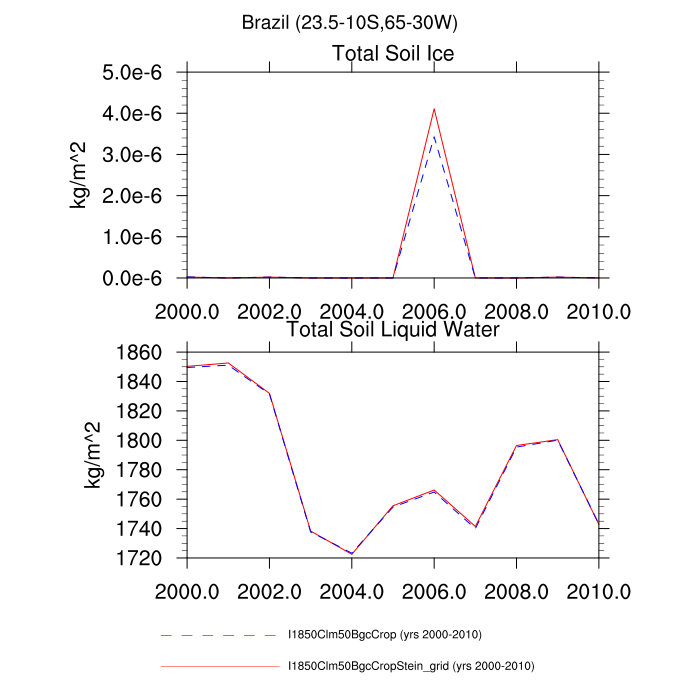 Brazil (23.5-10S,65-30W)
Total Soil Ice
5.0e-6
4.0e-6
3.0e-6
2.0e-6
1.0e-6
0.0e-6
kg/m^2
2000.0 2002.0 2004.0 2006.0 2008.0 2010.0
Total Soil Liquid Water
1860
1840
1820
1800
1780
1760
1740
1720
kg/m^2
2000.0 2002.0 2004.0 2006.0 2008.0 2010.0
I1850Clm50BgcCrop (yrs 2000-2010)
I1850Clm50BgcCropStein_grid (yrs 2000-2010)